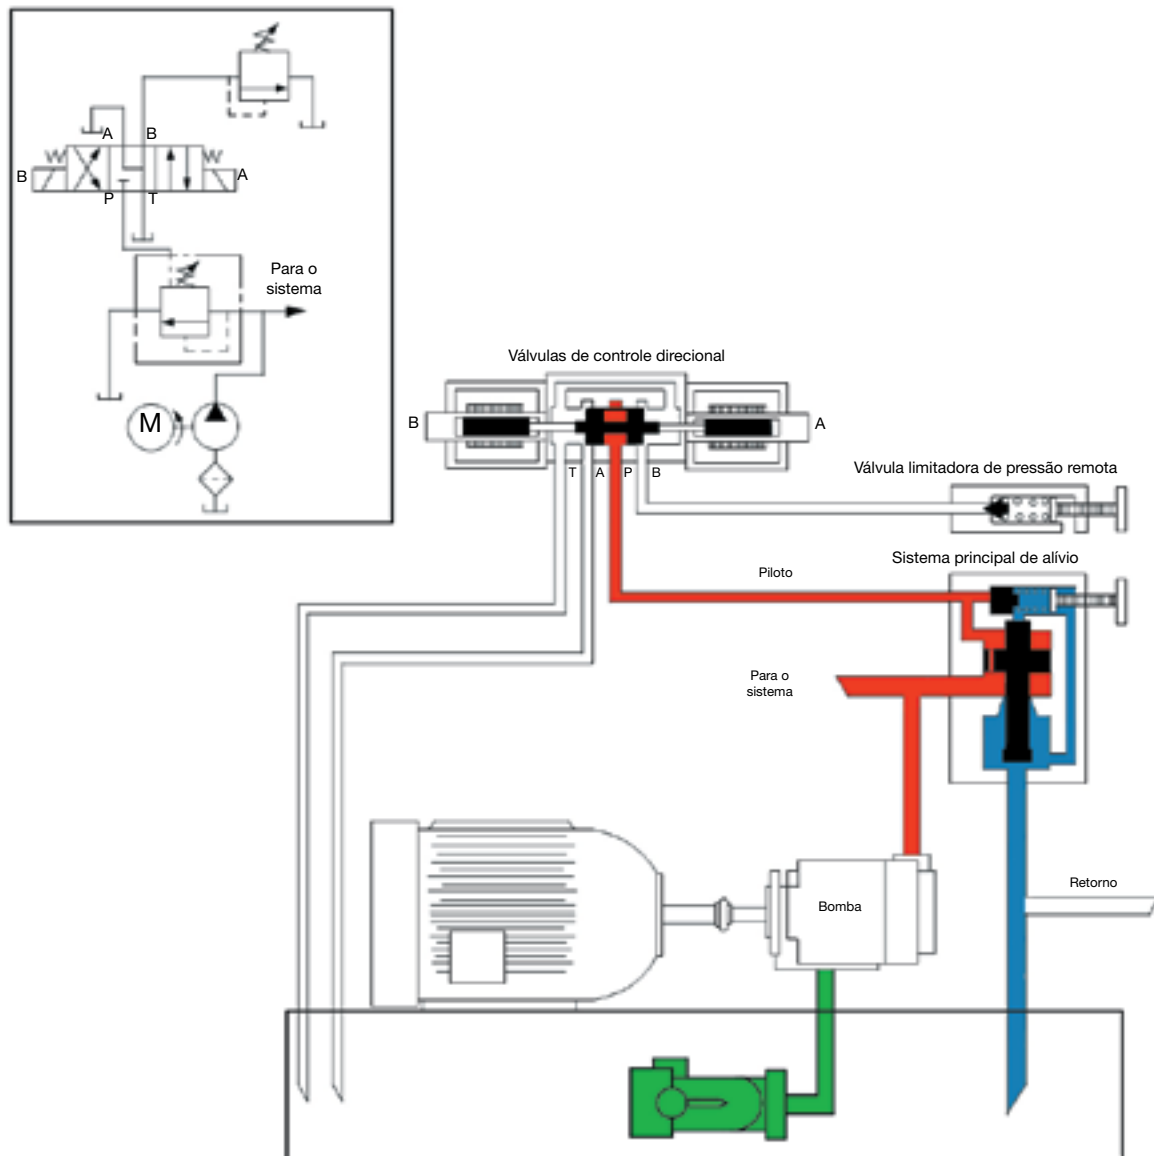 A B
B A
P T
Para o
sistema
M
Válvulas de controle direcional
B A
T A P B
Válvula limitadora de pressão remota
Sistema principal de alívio
Piloto
Para o
sistema
Retorno
Bomba